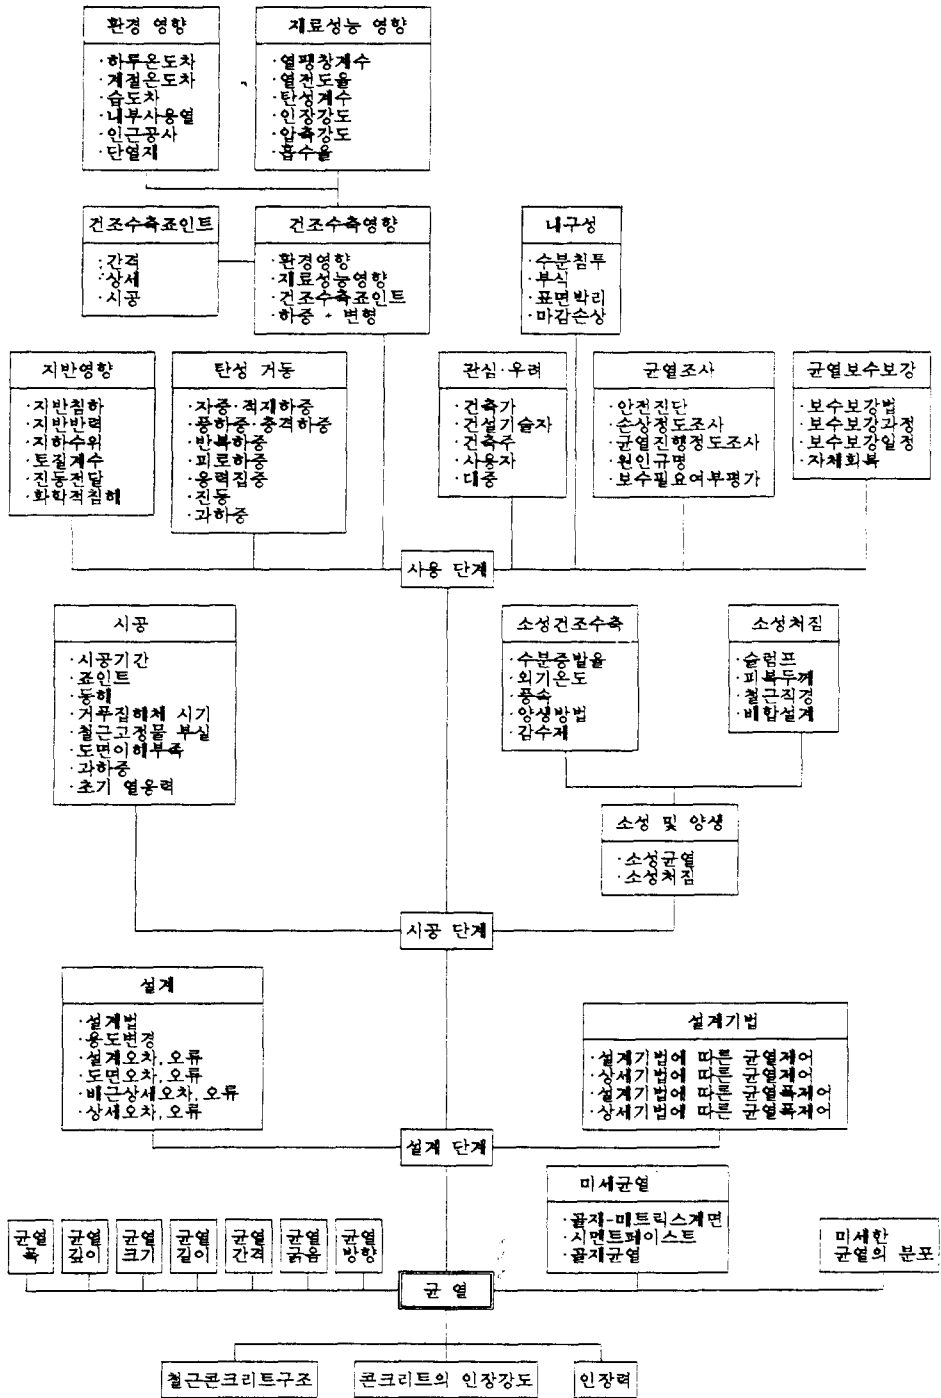 환경 영향
·하루온도차
·계절온도차
·습도차
·내부사용열
·인근공사
·단열재
재료성능 영향
·열팽창계수
·열전도율
·탄성계수
·인장강도
·압축강도
·흡수율
건조수축죠인트
·간격
·상세
·시공
건조수축영향
·환경영향
·재료성능영향
·건조수축죠인트
·하중 + 변형
내구성
·수분침투
·부식
·표면박리
·마감손상
지반영향
·지반침하
·지반반력
·지하수위
·토질계수
·진동전달
·화학적침해
탄성 거동
·자중·적재하중
·풍하중·충격하중
·반복하중
·피로하중
·응력집중
·진동
·과하중
관심·우려
·건축가
·건설기술자
·건축주
·사용자
·대중
균열조사
·안전진단
·손상정도조사
·균열진행정도조사
·원인규명
·보수필요여부평가
균열보수보강
·보수보강법
·보수보강과정
·보수보강일정
·자체회복
사용 단계
시공
·시공기간
·죠인트
·동해
·거푸집해체 시기
·철근고정물 부실
·도면이해부족
·과하중
·초기 열응력
소성건조수축
·수분증발율
·외기온도
·풍속
·양생방법
·감수제
소성처짐
·슬럼프
·피복두께
·철근직경
·배합설계
소성 및 양생
·소성균열
·소성처짐
시공 단계
설계
·설계법
·용도변경
·설계오차,오류
·도면오차,오류
·배근상세오차,오류
·상세오차,오류
설계기법
·설계기법에 따른 균열제어
·상세기법에 따른 균열제어
·설계기법에 따른 균열폭제어
·상세기법에 따른 균열폭제어
설계 단계
미세균열
·골재-매트릭스계면
·시멘트페이스트
·골재균열
균열
폭
균열
깊이
균열
크기
균열
길이
균열
간격
균열
굵음
균열
방향
미세한
균열의 분포
균 열
철근콘크리트구조
콘크리트의 인장강도
인장력